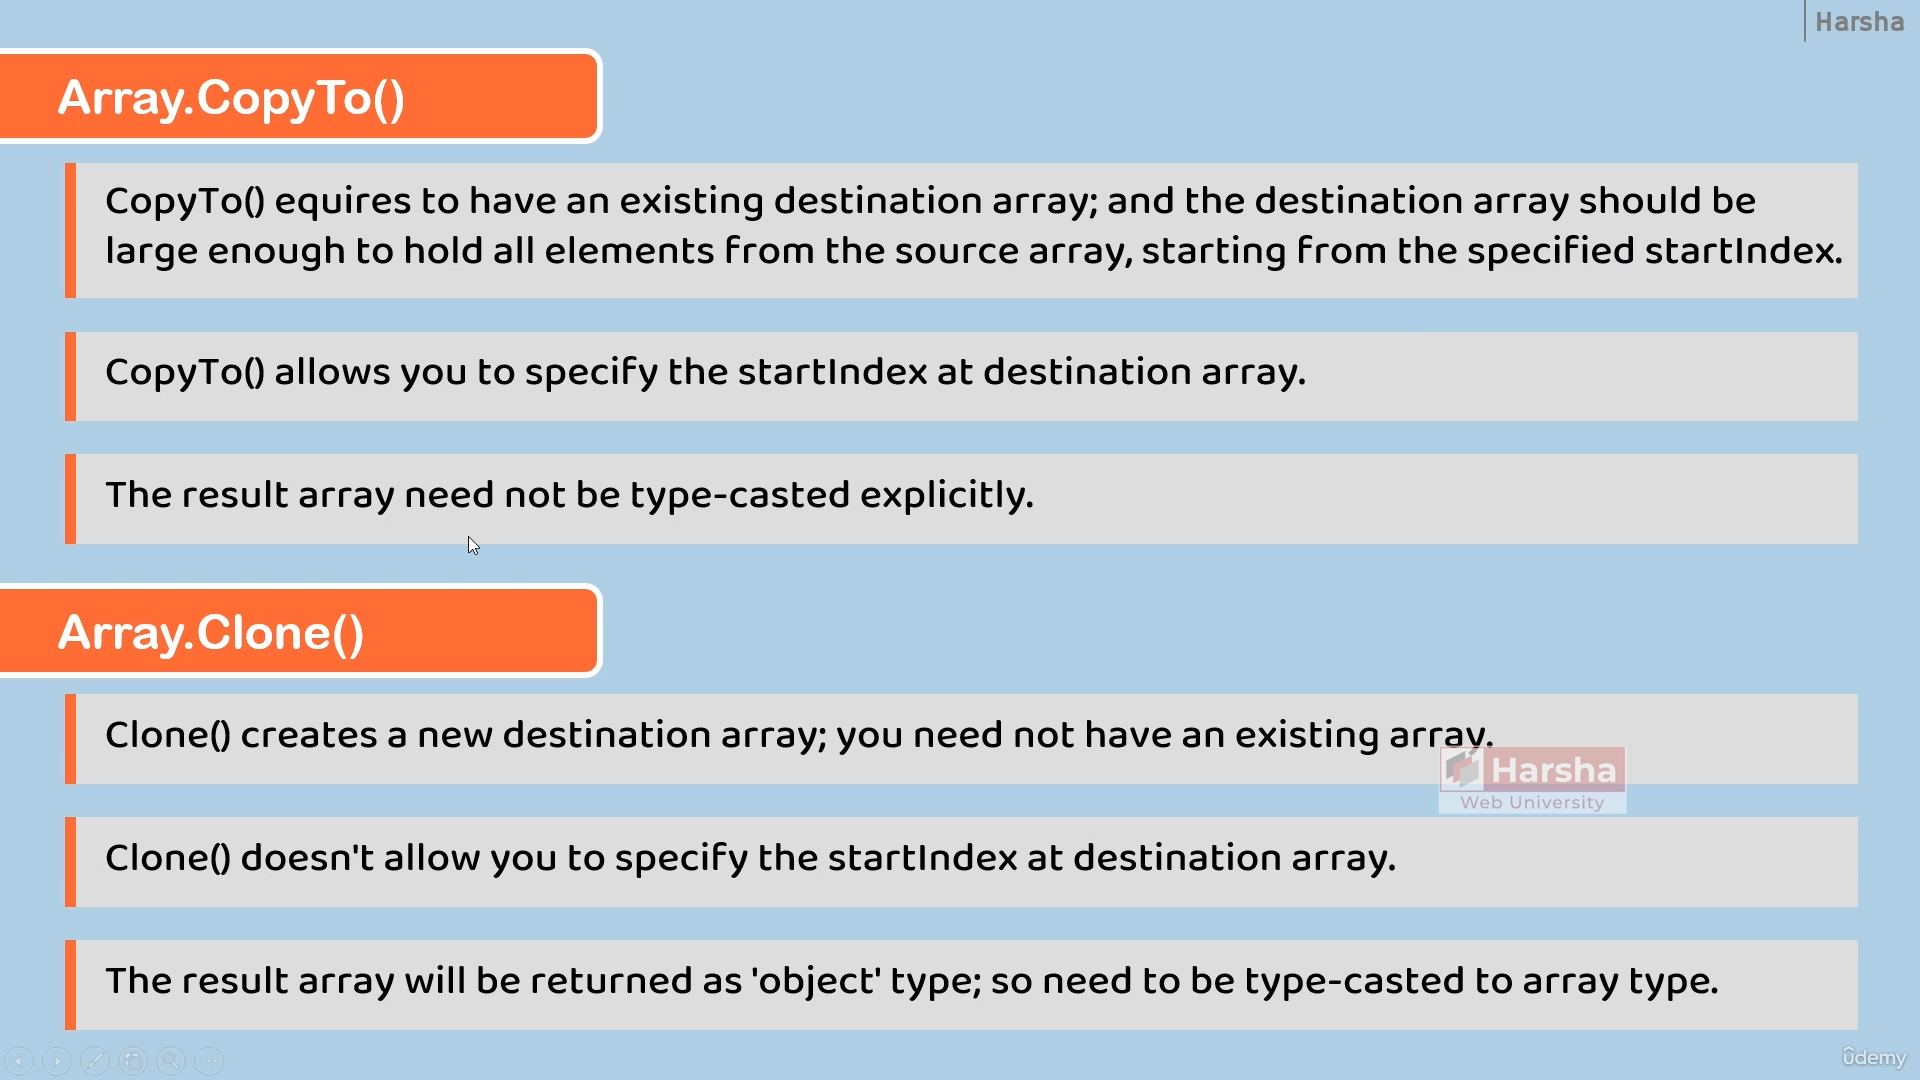 Harsha
Array.CopyTo()
CopyTo() equires to have an existing destination array; and the destination array should be
large enough to hold all elements from the source array, starting from the specified startIndex.
CopyTo() allows you to specify the startIndex at destination array.
The result array need not be type-casted explicitly.
Array.Clone()
Clone() creates a new destination array; you need not have an existing array.
Harsha
Web University
Clone() doesn't allow you to specify the startIndex at destination array.
The result array will be returned as 'object' type; so need to be type-casted to array type.
ûdemy